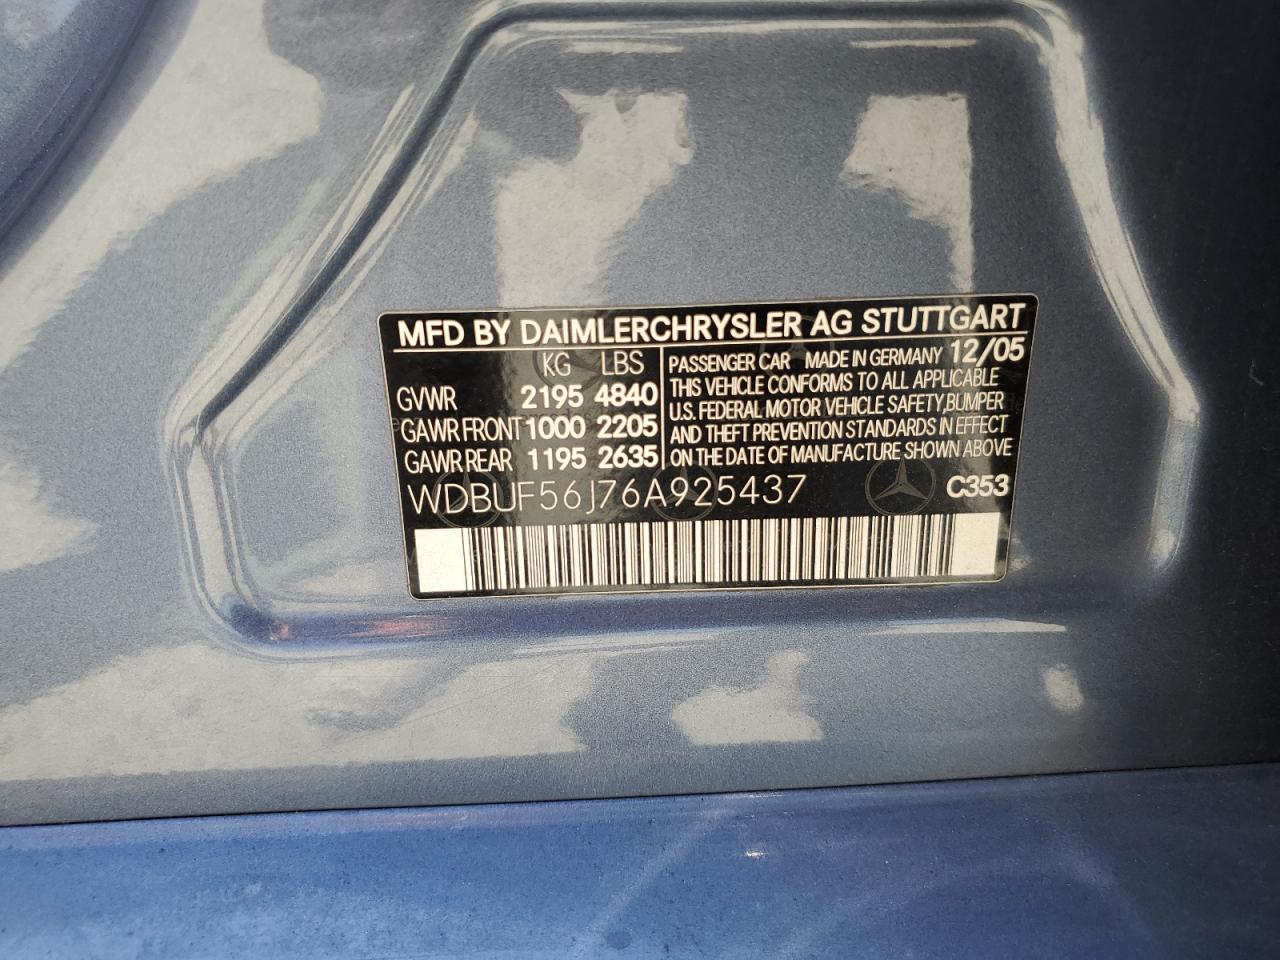 MFD BY DAIMLERCHRYSLER AG STUTTGART
KG LBS
GVWR 2195 4840
GAWR FRONT 1000 2205
GAWR REAR 1195 2635
PASSENGER CAR MADE IN GERMANY 12/05
THIS VEHICLE CONFORMS TO ALL APPLICABLE
U.S. FEDERAL MOTOR VEHICLE SAFETY,BUMPER
AND THEFT PREVENTION STANDARDS IN EFFECT
ON THE DATE OF MANUFACTURE SHOWN ABOVE
WDBUF56J76A925437 C353